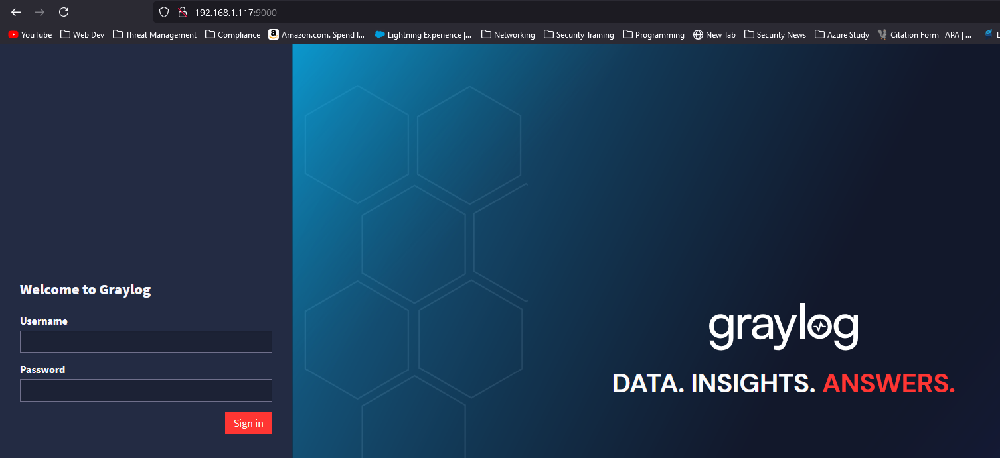 192.168.1.117:9000
YouTube Web Dev Threat Management Compliance Amazon.com. Spend l... Lightning Experience |... Networking Security Training Programming New Tab Security News Azure Study Citation Form | APA | ... D
Welcome to Graylog
Username
Password
Sign in
graylog
DATA. INSIGHTS. ANSWERS.